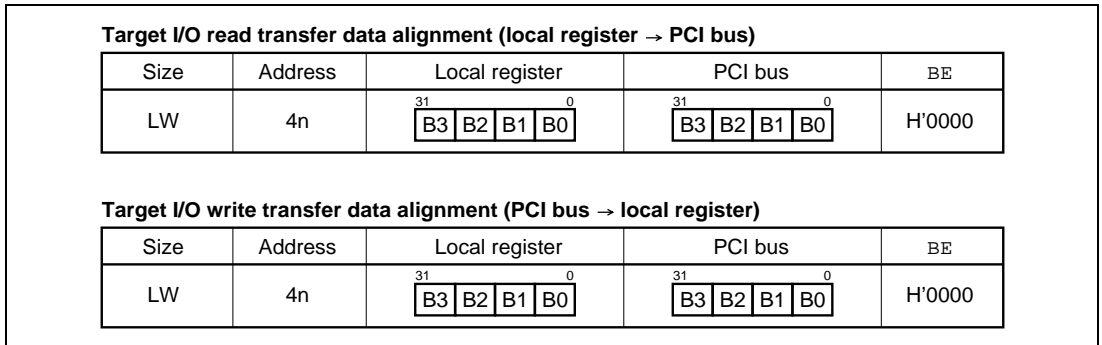 Target I/O read transfer data alignment (local register → PCI bus)
Size Address Local register PCI bus BE
31 0 31 0
LW 4n B3 B2 B1 B0 B3 B2 B1 B0 H'0000
Target I/O write transfer data alignment (PCI bus → local register)
Size Address Local register PCI bus BE
31 0 31 0
LW 4n B3 B2 B1 B0 B3 B2 B1 B0 H'0000